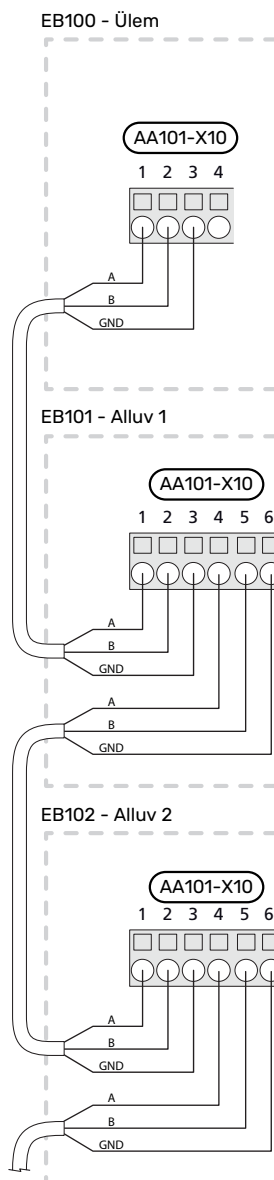 EB100 - Ülem
AA101-X10
1 2 3 4
A
B
GND
EB101 - Alluv 1
AA101-X10
1 2 3 4 5 6
A
B
GND
A
B
GND
EB102 - Alluv 2
AA101-X10
1 2 3 4 5 6
A
B
GND
A
B
GND